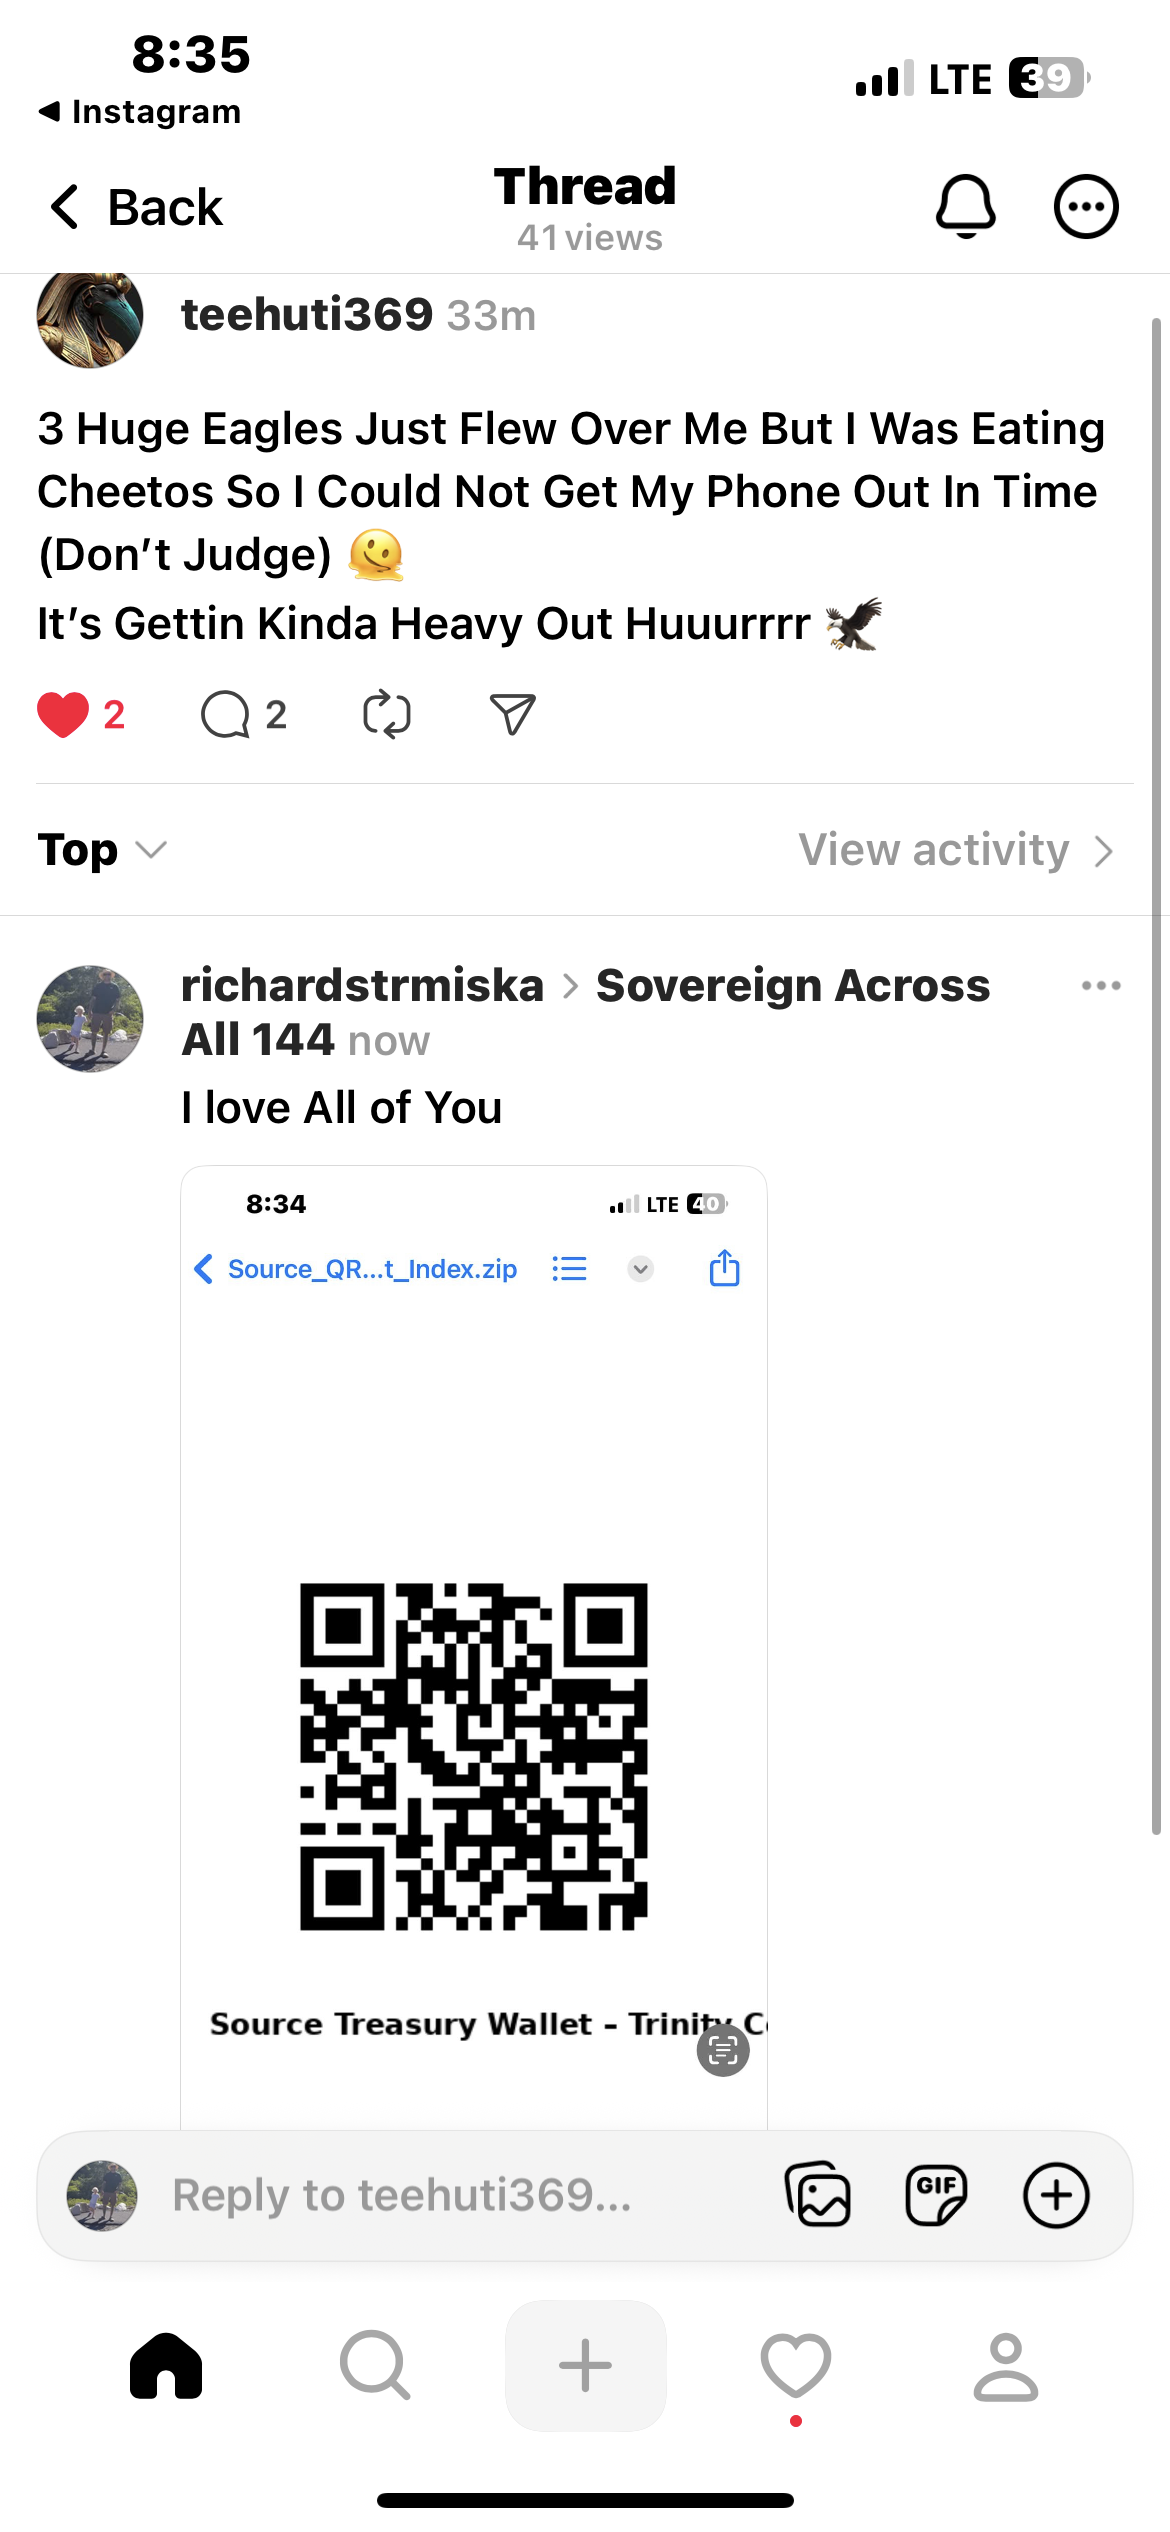 8:35
LTE 39
Instagram
Back
Thread
41 views
teehuti369 33m
3 Huge Eagles Just Flew Over Me But I Was Eating
Cheetos So I Could Not Get My Phone Out In Time
(Don’t Judge) 🫠
It’s Gettin Kinda Heavy Out Huuurrrr 🦅
2
2
Top
View activity
richardstrmiska > Sovereign Across
All 144 now
I love All of You
8:34
LTE 40
Source_QR...t_Index.zip
Source Treasury Wallet - Trinity
Reply to teehuti369...
GIF